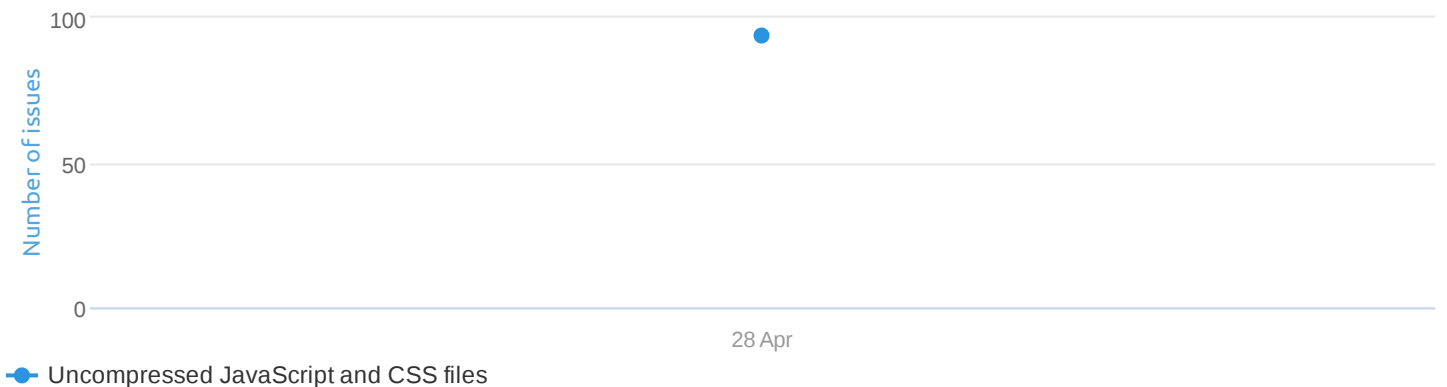 100
Number of issues
50
0
28 Apr
Uncompressed JavaScript and CSS files